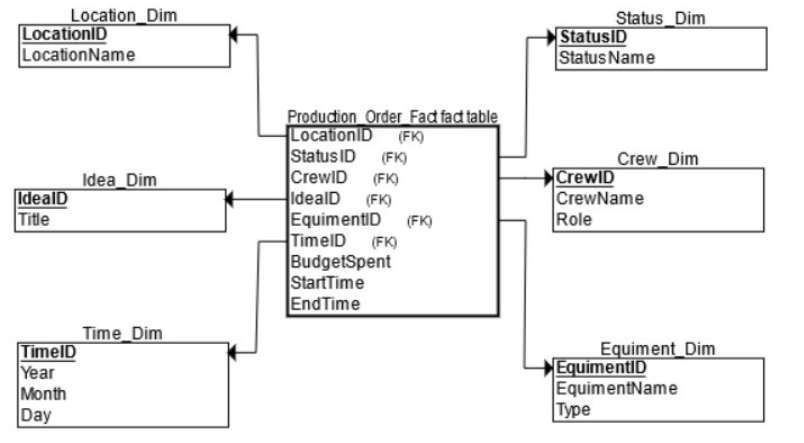 Location_Dim
LocationID
LocationName
Status_Dim
StatusID
StatusName
Production_Order_Fact fact table
LocationID (FK)
StatusID (FK)
CrewID (FK)
IdeaID (FK)
EquimentID (FK)
TimeID (FK)
BudgetSpent
StartTime
EndTime
Idea_Dim
IdeaID
Title
Crew_Dim
CrewID
CrewName
Role
Time_Dim
TimeID
Year
Month
Day
Equiment_Dim
EquimentID
EquimentName
Type